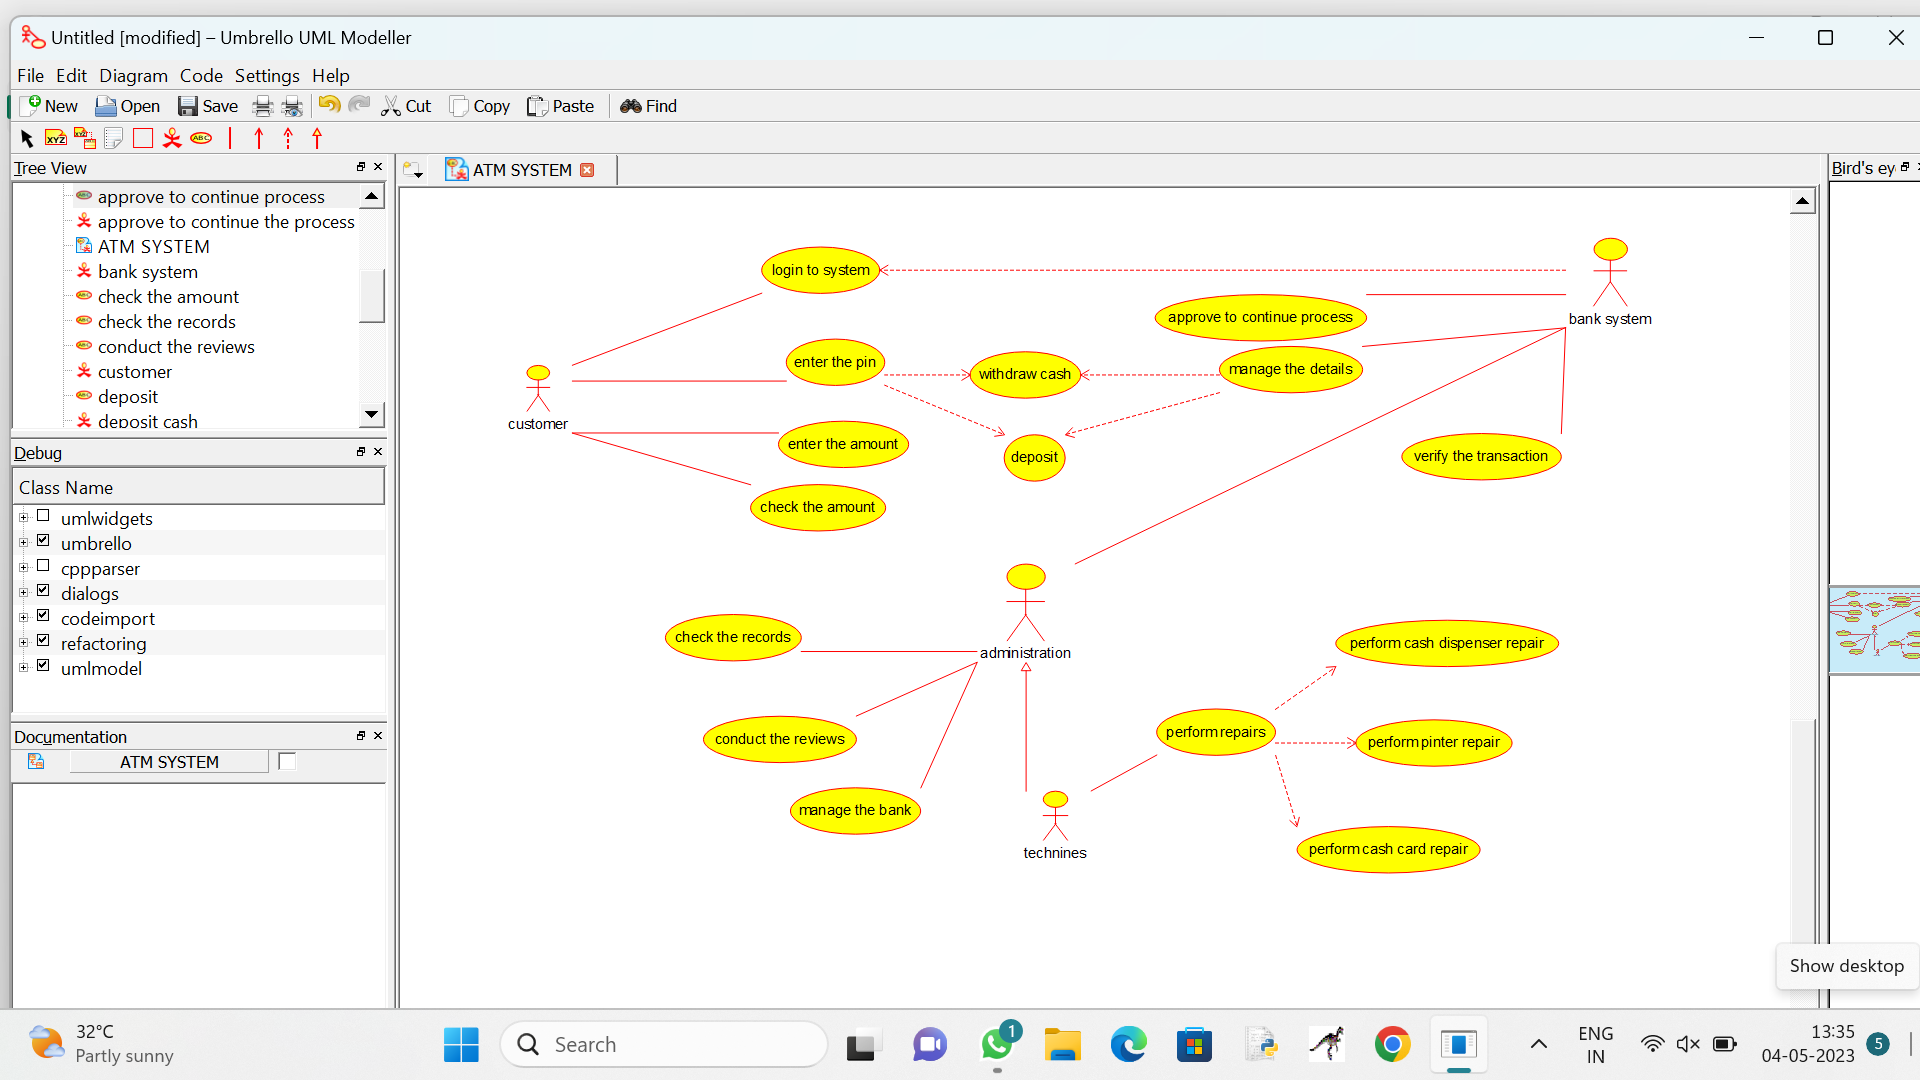 Untitled [modified] – Umbrello UML Modeller
File Edit Diagram Code Settings Help
New Open Save Cut Copy Paste Find
XYZ XYZ ABC
Tree View
approve to continue process
approve to continue the process
ATM SYSTEM
bank system
check the amount
check the records
conduct the reviews
customer
deposit
deposit cash
Debug
Class Name
umlwidgets
umbrello
cppparser
dialogs
codeimport
refactoring
umlmodel
Documentation
ATM SYSTEM
ATM SYSTEM
login to system
bank system
approve to continue process
enter the pin
withdraw cash
manage the details
customer
enter the amount
deposit
verify the transaction
check the amount
check the records
administration
perform cash dispenser repair
conduct the reviews
perform repairs
perform pinter repair
manage the bank
technines
perform cash card repair
Bird's ey
Show desktop
32°C
Partly sunny
Search
1
ENG
IN
13:35
04-05-2023
5